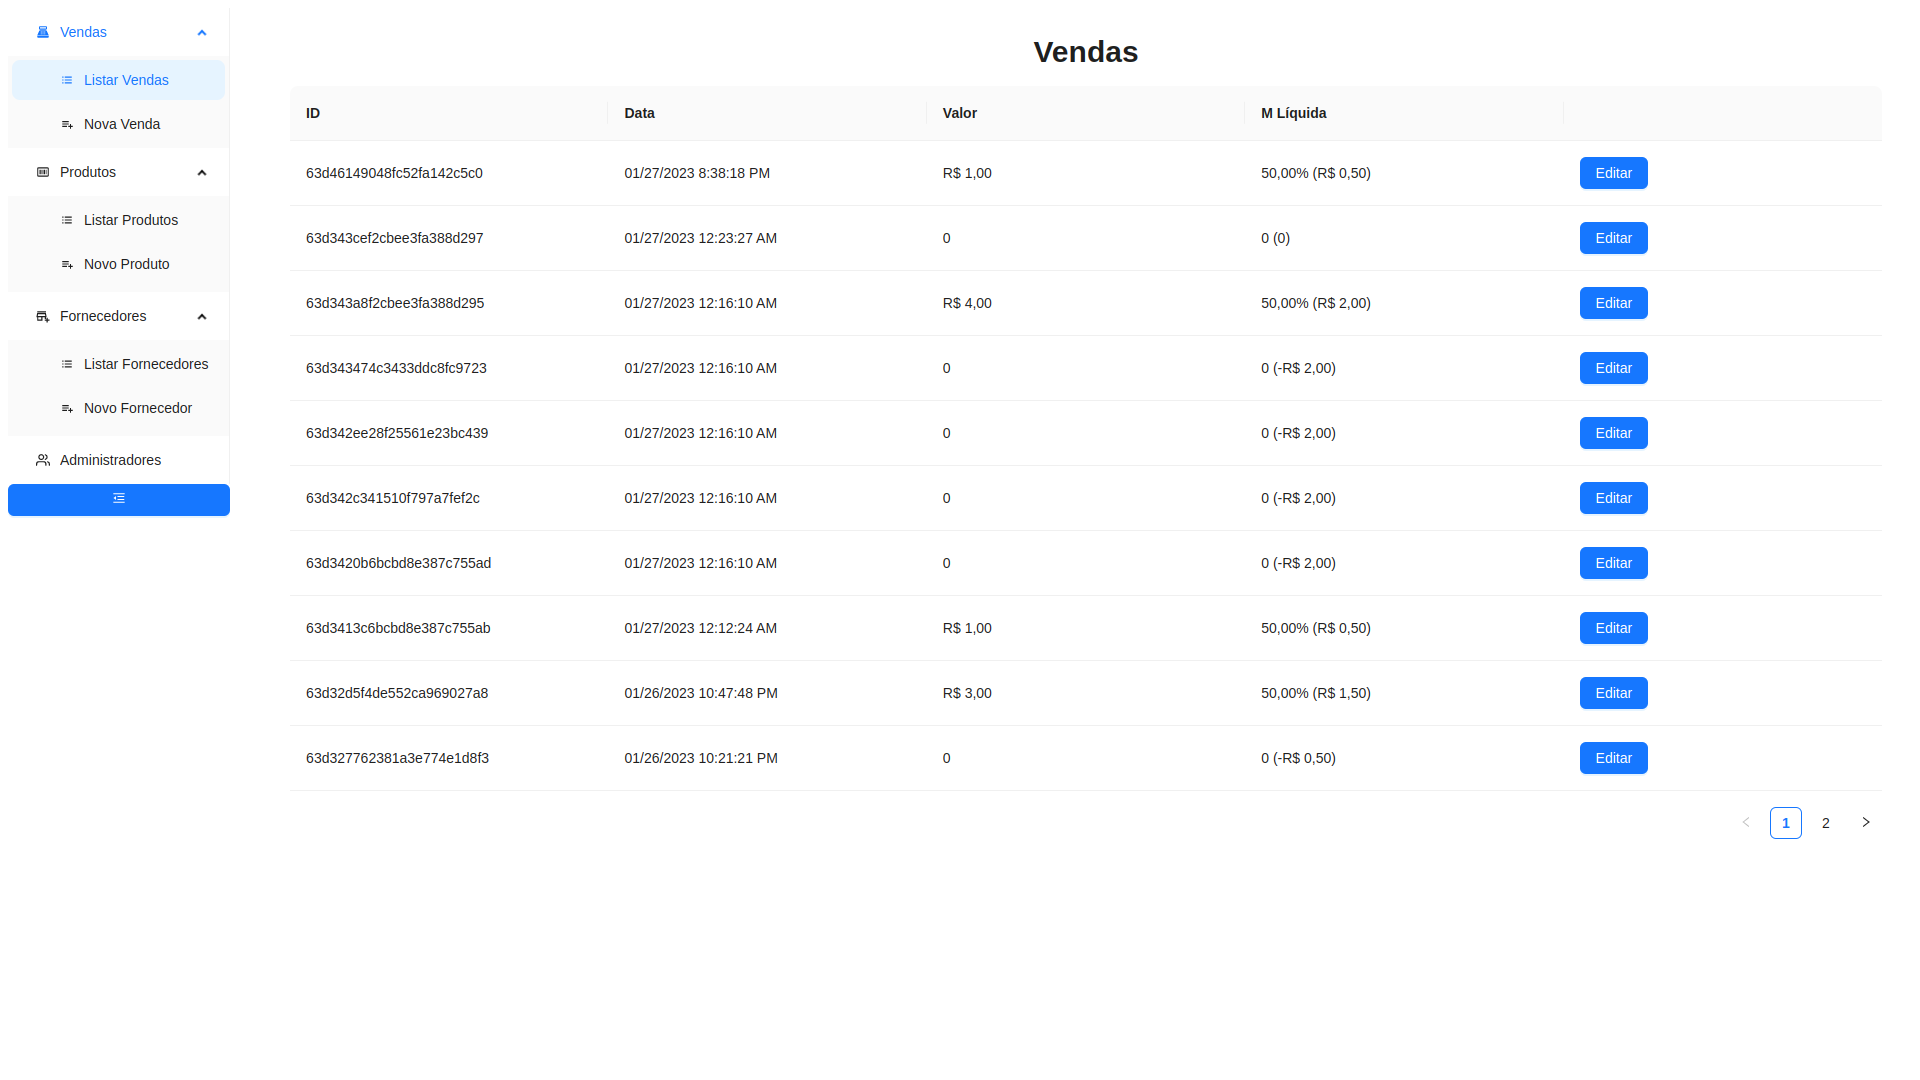 Vendas
Listar Vendas
Nova Venda
Produtos
Listar Produtos
Novo Produto
Fornecedores
Listar Fornecedores
Novo Fornecedor
Administradores
Vendas
ID Data Valor M Líquida
63d46149048fc52fa142c5c0 01/27/2023 8:38:18 PM R$ 1,00 50,00% (R$ 0,50) Editar
63d343cef2cbee3fa388d297 01/27/2023 12:23:27 AM 0 0 (0) Editar
63d343a8f2cbee3fa388d295 01/27/2023 12:16:10 AM R$ 4,00 50,00% (R$ 2,00) Editar
63d343474c3433ddc8fc9723 01/27/2023 12:16:10 AM 0 0 (-R$ 2,00) Editar
63d342ee28f25561e23bc439 01/27/2023 12:16:10 AM 0 0 (-R$ 2,00) Editar
63d342c341510f797a7fef2c 01/27/2023 12:16:10 AM 0 0 (-R$ 2,00) Editar
63d3420b6bcbd8e387c755ad 01/27/2023 12:16:10 AM 0 0 (-R$ 2,00) Editar
63d3413c6bcbd8e387c755ab 01/27/2023 12:12:24 AM R$ 1,00 50,00% (R$ 0,50) Editar
63d32d5f4de552ca969027a8 01/26/2023 10:47:48 PM R$ 3,00 50,00% (R$ 1,50) Editar
63d327762381a3e774e1d8f3 01/26/2023 10:21:21 PM 0 0 (-R$ 0,50) Editar
1 2